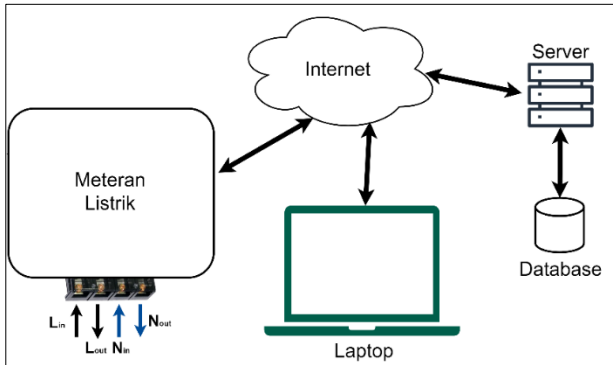 Server
Internet
Meteran
Listrik
Database
Lin
Lout
Nin
Nout
Laptop